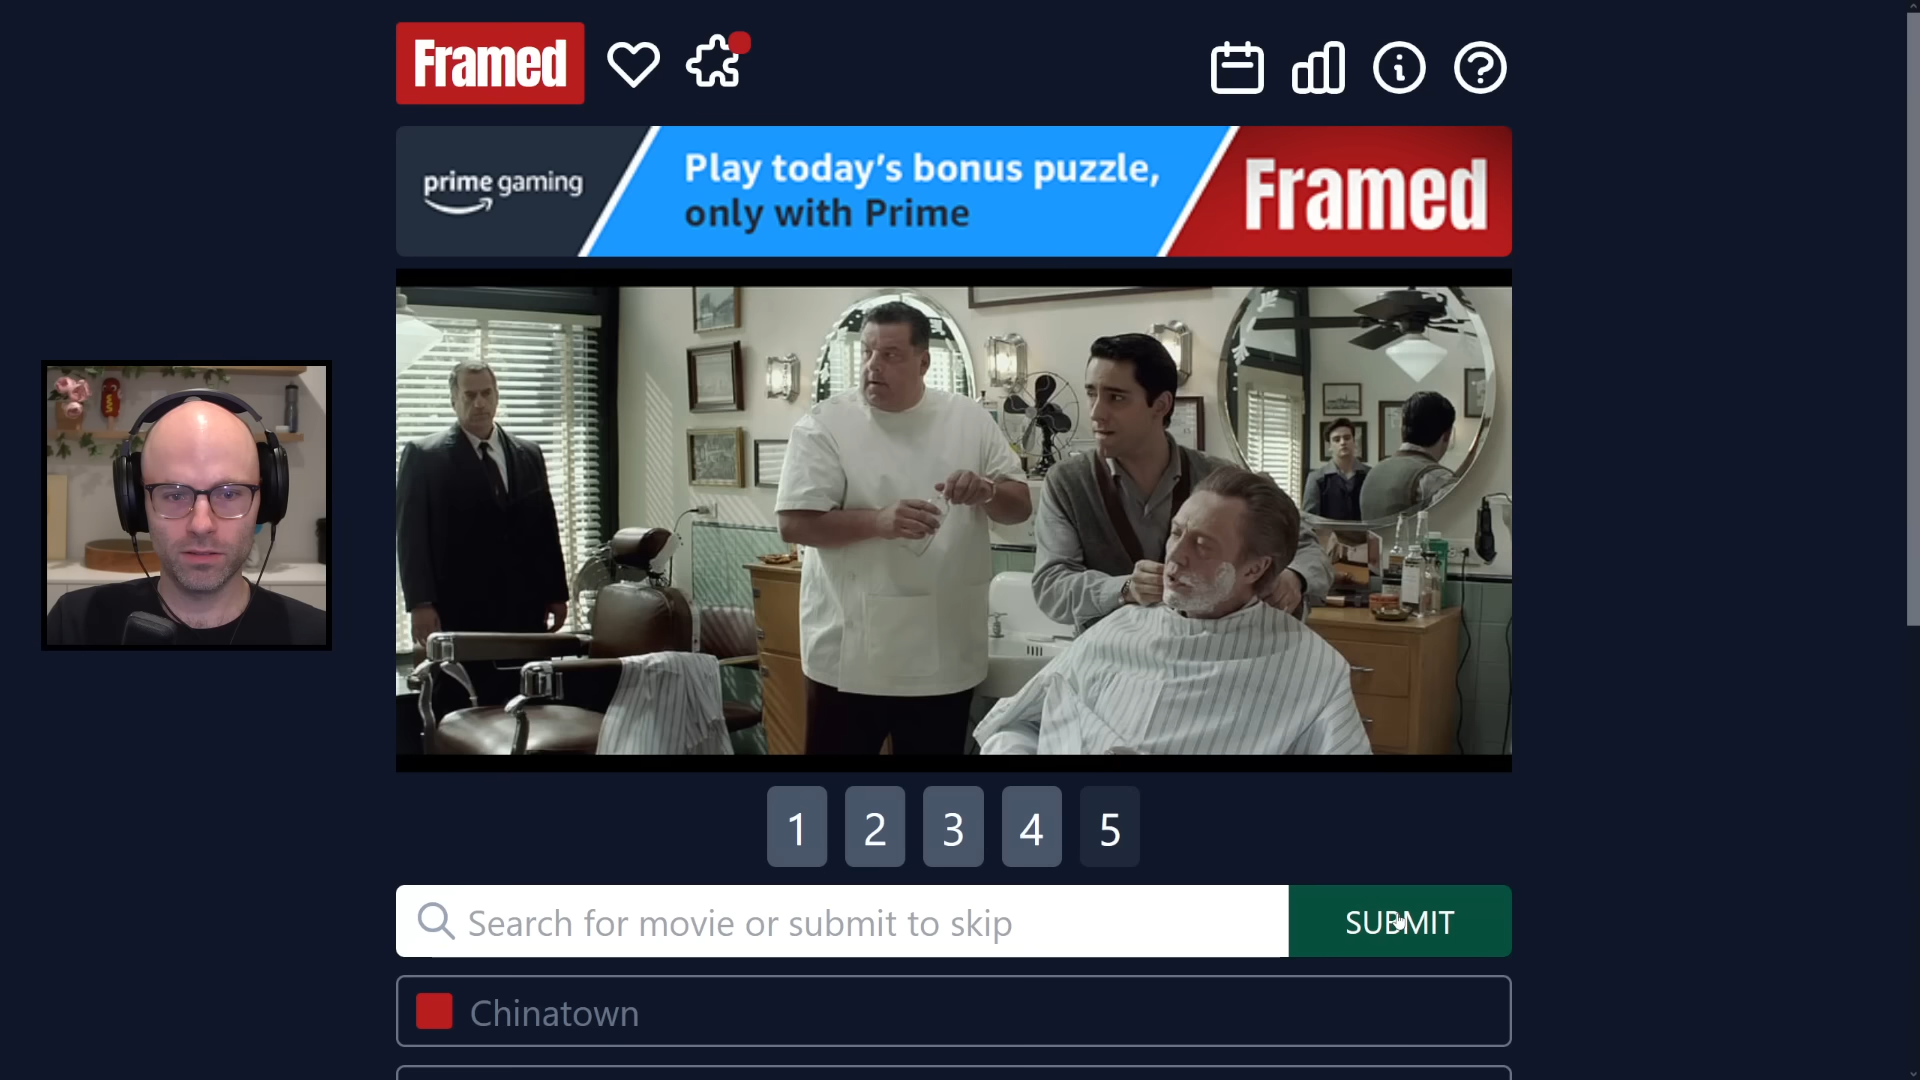 Framed
prime gaming
Play today's bonus puzzle,
only with Prime
Framed
1 2 3 4 5
Search for movie or submit to skip
SUBMIT
Chinatown